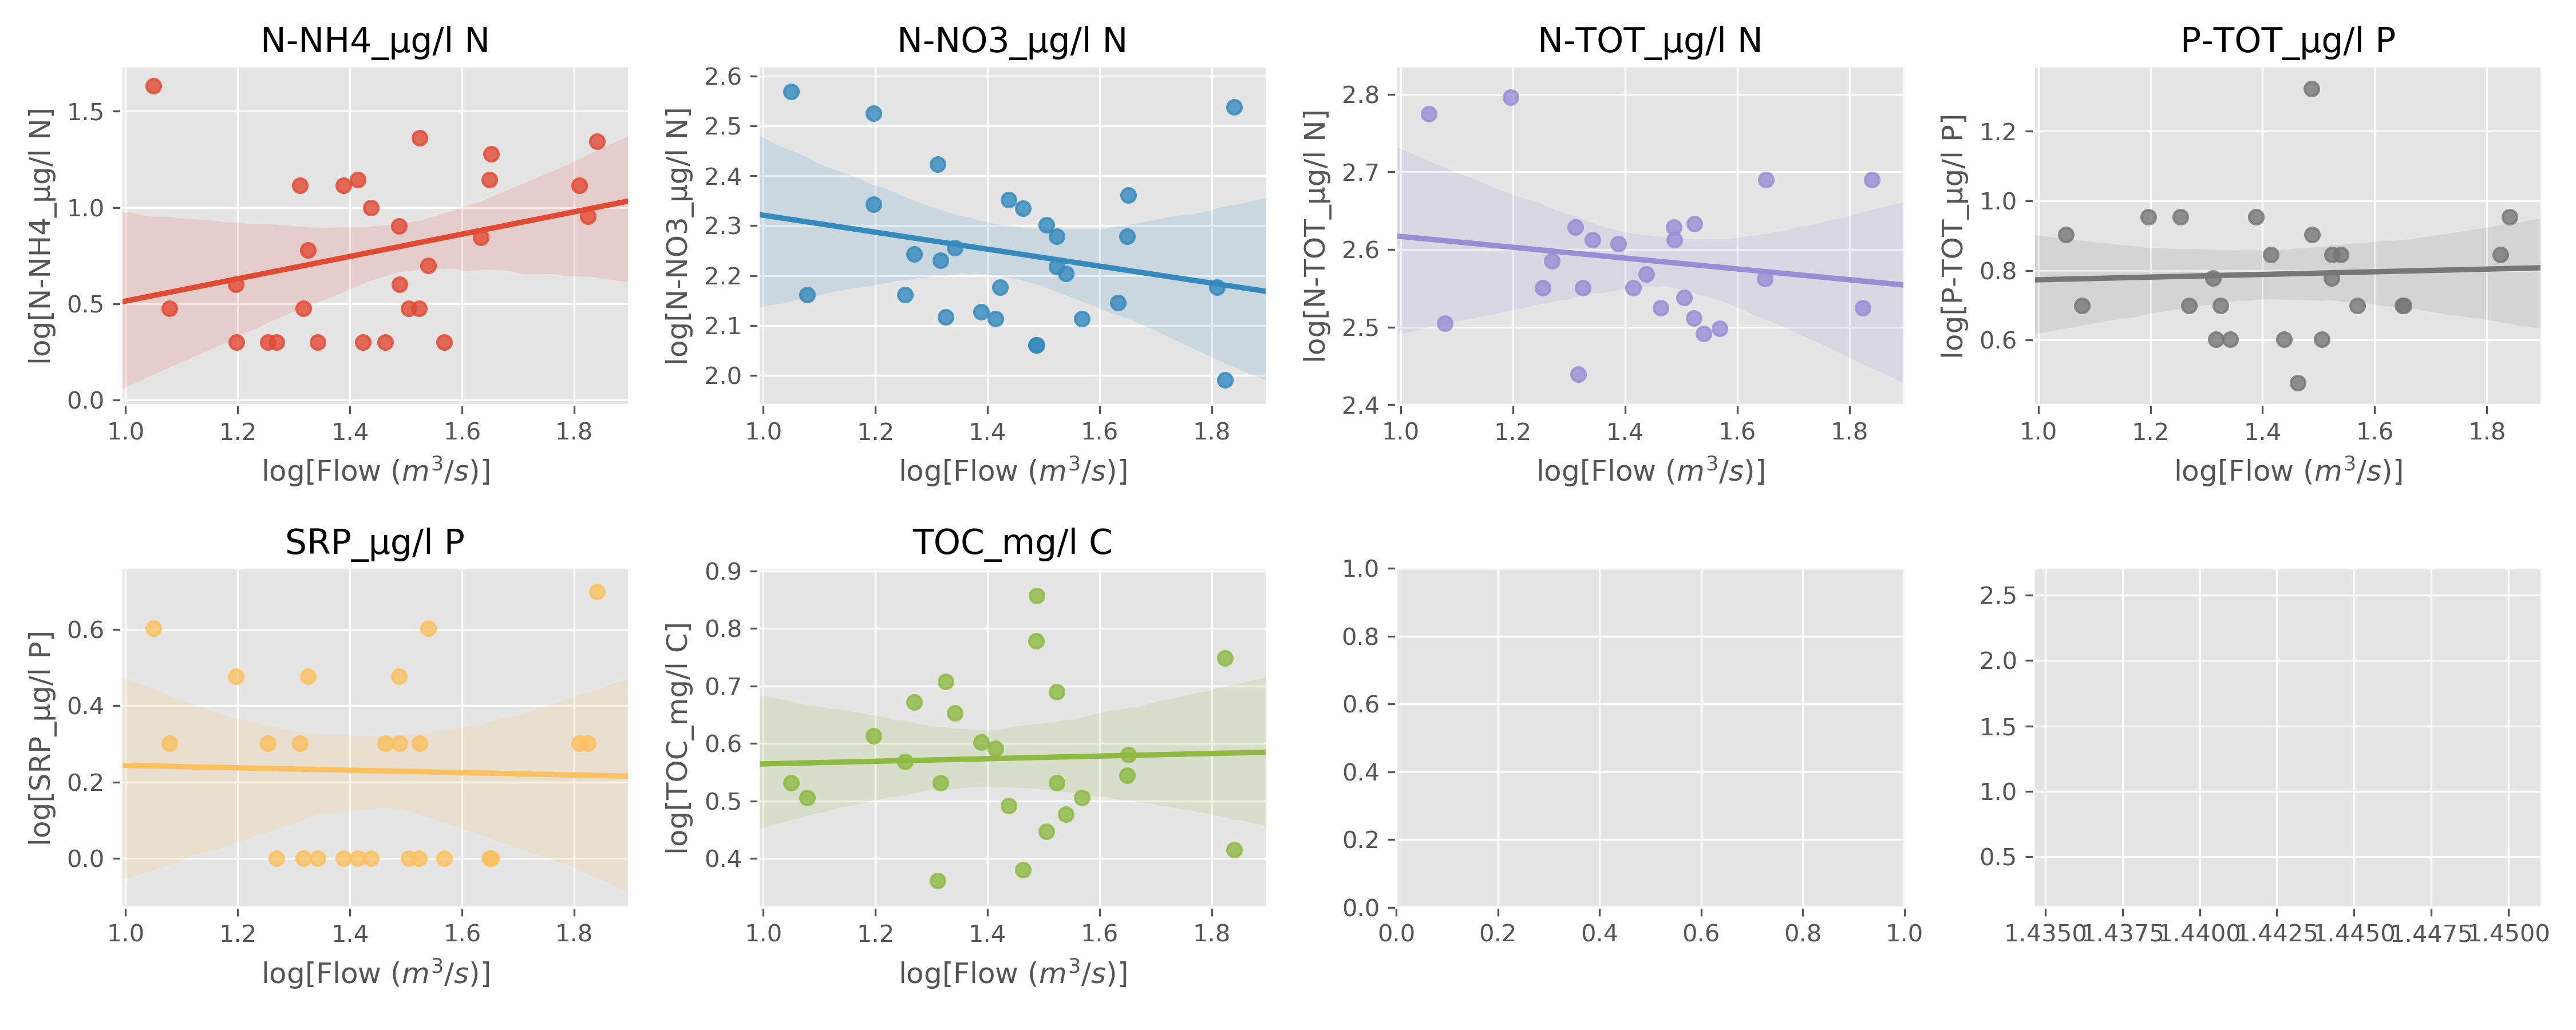 N-NH4_µg/l N
N-NO3_µg/l N
N-TOT_µg/l N
P-TOT_µg/l P
log[N-NH4_µg/l N]
1.5
1.0
0.5
0.0
1.0 1.2 1.4 1.6 1.8
log[Flow (m³/s)]
log[N-NO3_µg/l N]
2.6
2.5
2.4
2.3
2.2
2.1
2.0
1.0 1.2 1.4 1.6 1.8
log[Flow (m³/s)]
log[N-TOT_µg/l N]
2.8
2.7
2.6
2.5
2.4
1.0 1.2 1.4 1.6 1.8
log[Flow (m³/s)]
log[P-TOT_µg/l P]
1.2
1.0
0.8
0.6
1.0 1.2 1.4 1.6 1.8
log[Flow (m³/s)]
SRP_µg/l P
TOC_mg/l C
log[SRP_µg/l P]
0.6
0.4
0.2
0.0
1.0 1.2 1.4 1.6 1.8
log[Flow (m³/s)]
log[TOC_mg/l C]
0.9
0.8
0.7
0.6
0.5
0.4
1.0 1.2 1.4 1.6 1.8
log[Flow (m³/s)]
1.0
0.8
0.6
0.4
0.2
0.0
0.0 0.2 0.4 0.6 0.8 1.0
2.5
2.0
1.5
1.0
0.5
1.4350 1.4375 1.4400 1.4425 1.4450 1.4475 1.4500